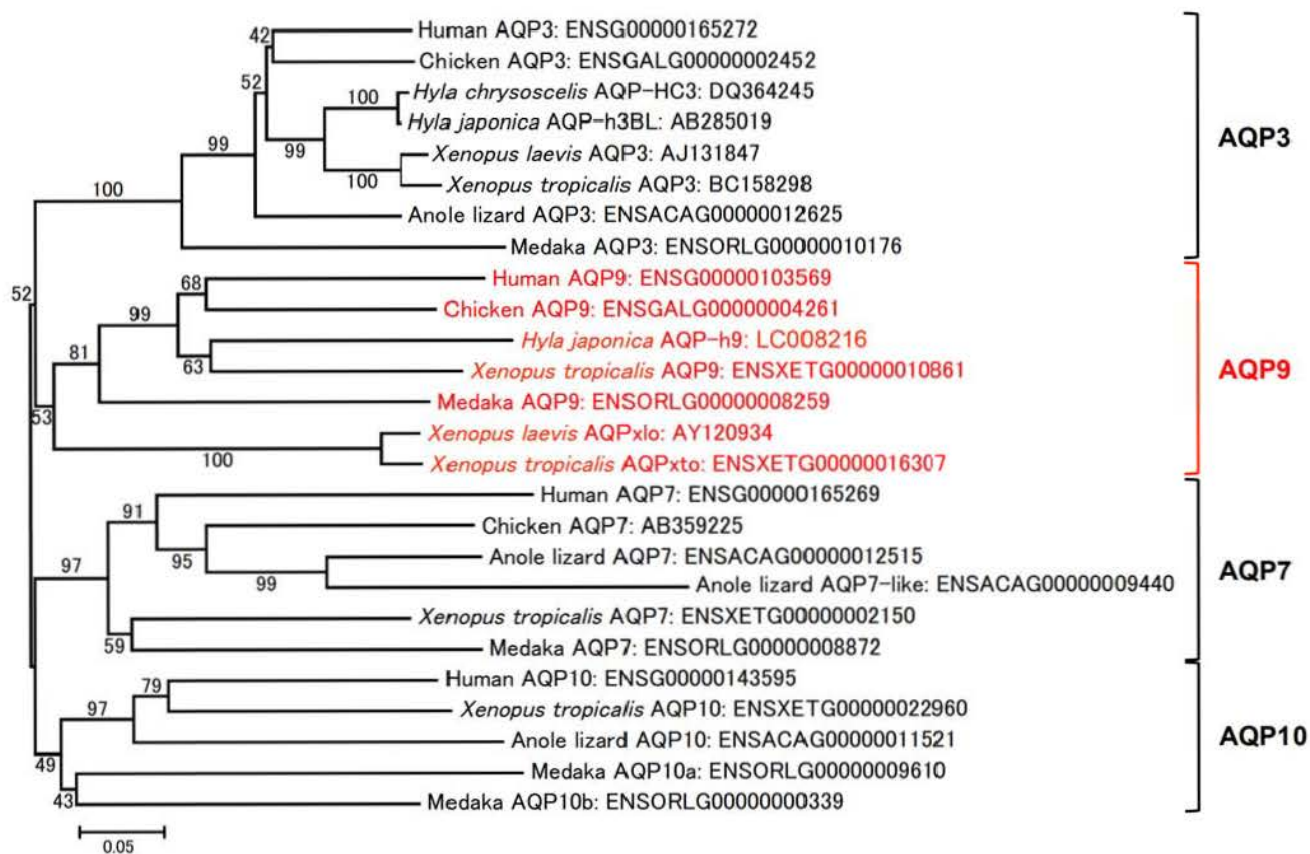 42
Human AQP3: ENSG00000165272
Chicken AQP3: ENSGALG00000002452
52
100
Hyla chrysoscelis AQP-HC3: DQ364245
Hyla japonica AQP-h3BL: AB285019
99
99
Xenopus laevis AQP3: AJ131847
100
Xenopus tropicalis AQP3: BC158298
100
Anole lizard AQP3: ENSACAG00000012625
Medaka AQP3: ENSORLG00000010176
AQP3
52
68
Human AQP9: ENSG00000103569
99
Chicken AQP9: ENSGALG00000004261
Hyla japonica AQP-h9: LC008216
81
63
Xenopus tropicalis AQP9: ENSXETG00000010861
Medaka AQP9: ENSORLG00000008259
53
Xenopus laevis AQPxlo: AY120934
100
Xenopus tropicalis AQPxto: ENSXETG00000016307
AQP9
Human AQP7: ENSG00000165269
91
Chicken AQP7: AB359225
95
Anole lizard AQP7: ENSACAG00000012515
97
99
Anole lizard AQP7-like: ENSACAG00000009440
Xenopus tropicalis AQP7: ENSXETG00000002150
59
Medaka AQP7: ENSORLG00000008872
AQP7
79
Human AQP10: ENSG00000143595
97
Xenopus tropicalis AQP10: ENSXETG00000022960
Anole lizard AQP10: ENSACAG00000011521
49
Medaka AQP10a: ENSORLG00000009610
43
Medaka AQP10b: ENSORLG00000000339
AQP10
0.05